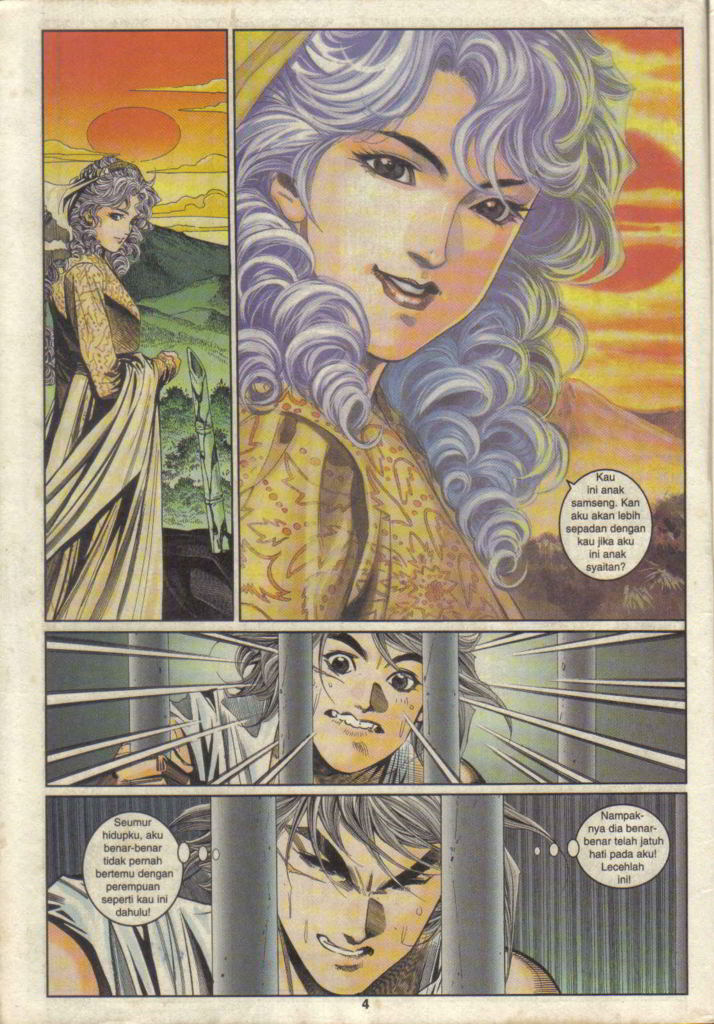 Kau
ini anak
samseng. Kan
aku akan lebih
sepadan dengan
kau jika aku
ini anak
syaitan?
Seumur
hidupku, aku
benar-benar
tidak pernah
bertemu dengan
perempuan
seperti kau ini
dahulu!
Nampak-
nya dia benar-
benar telah jatuh
hati pada aku!
Lecehlah
ini!
4